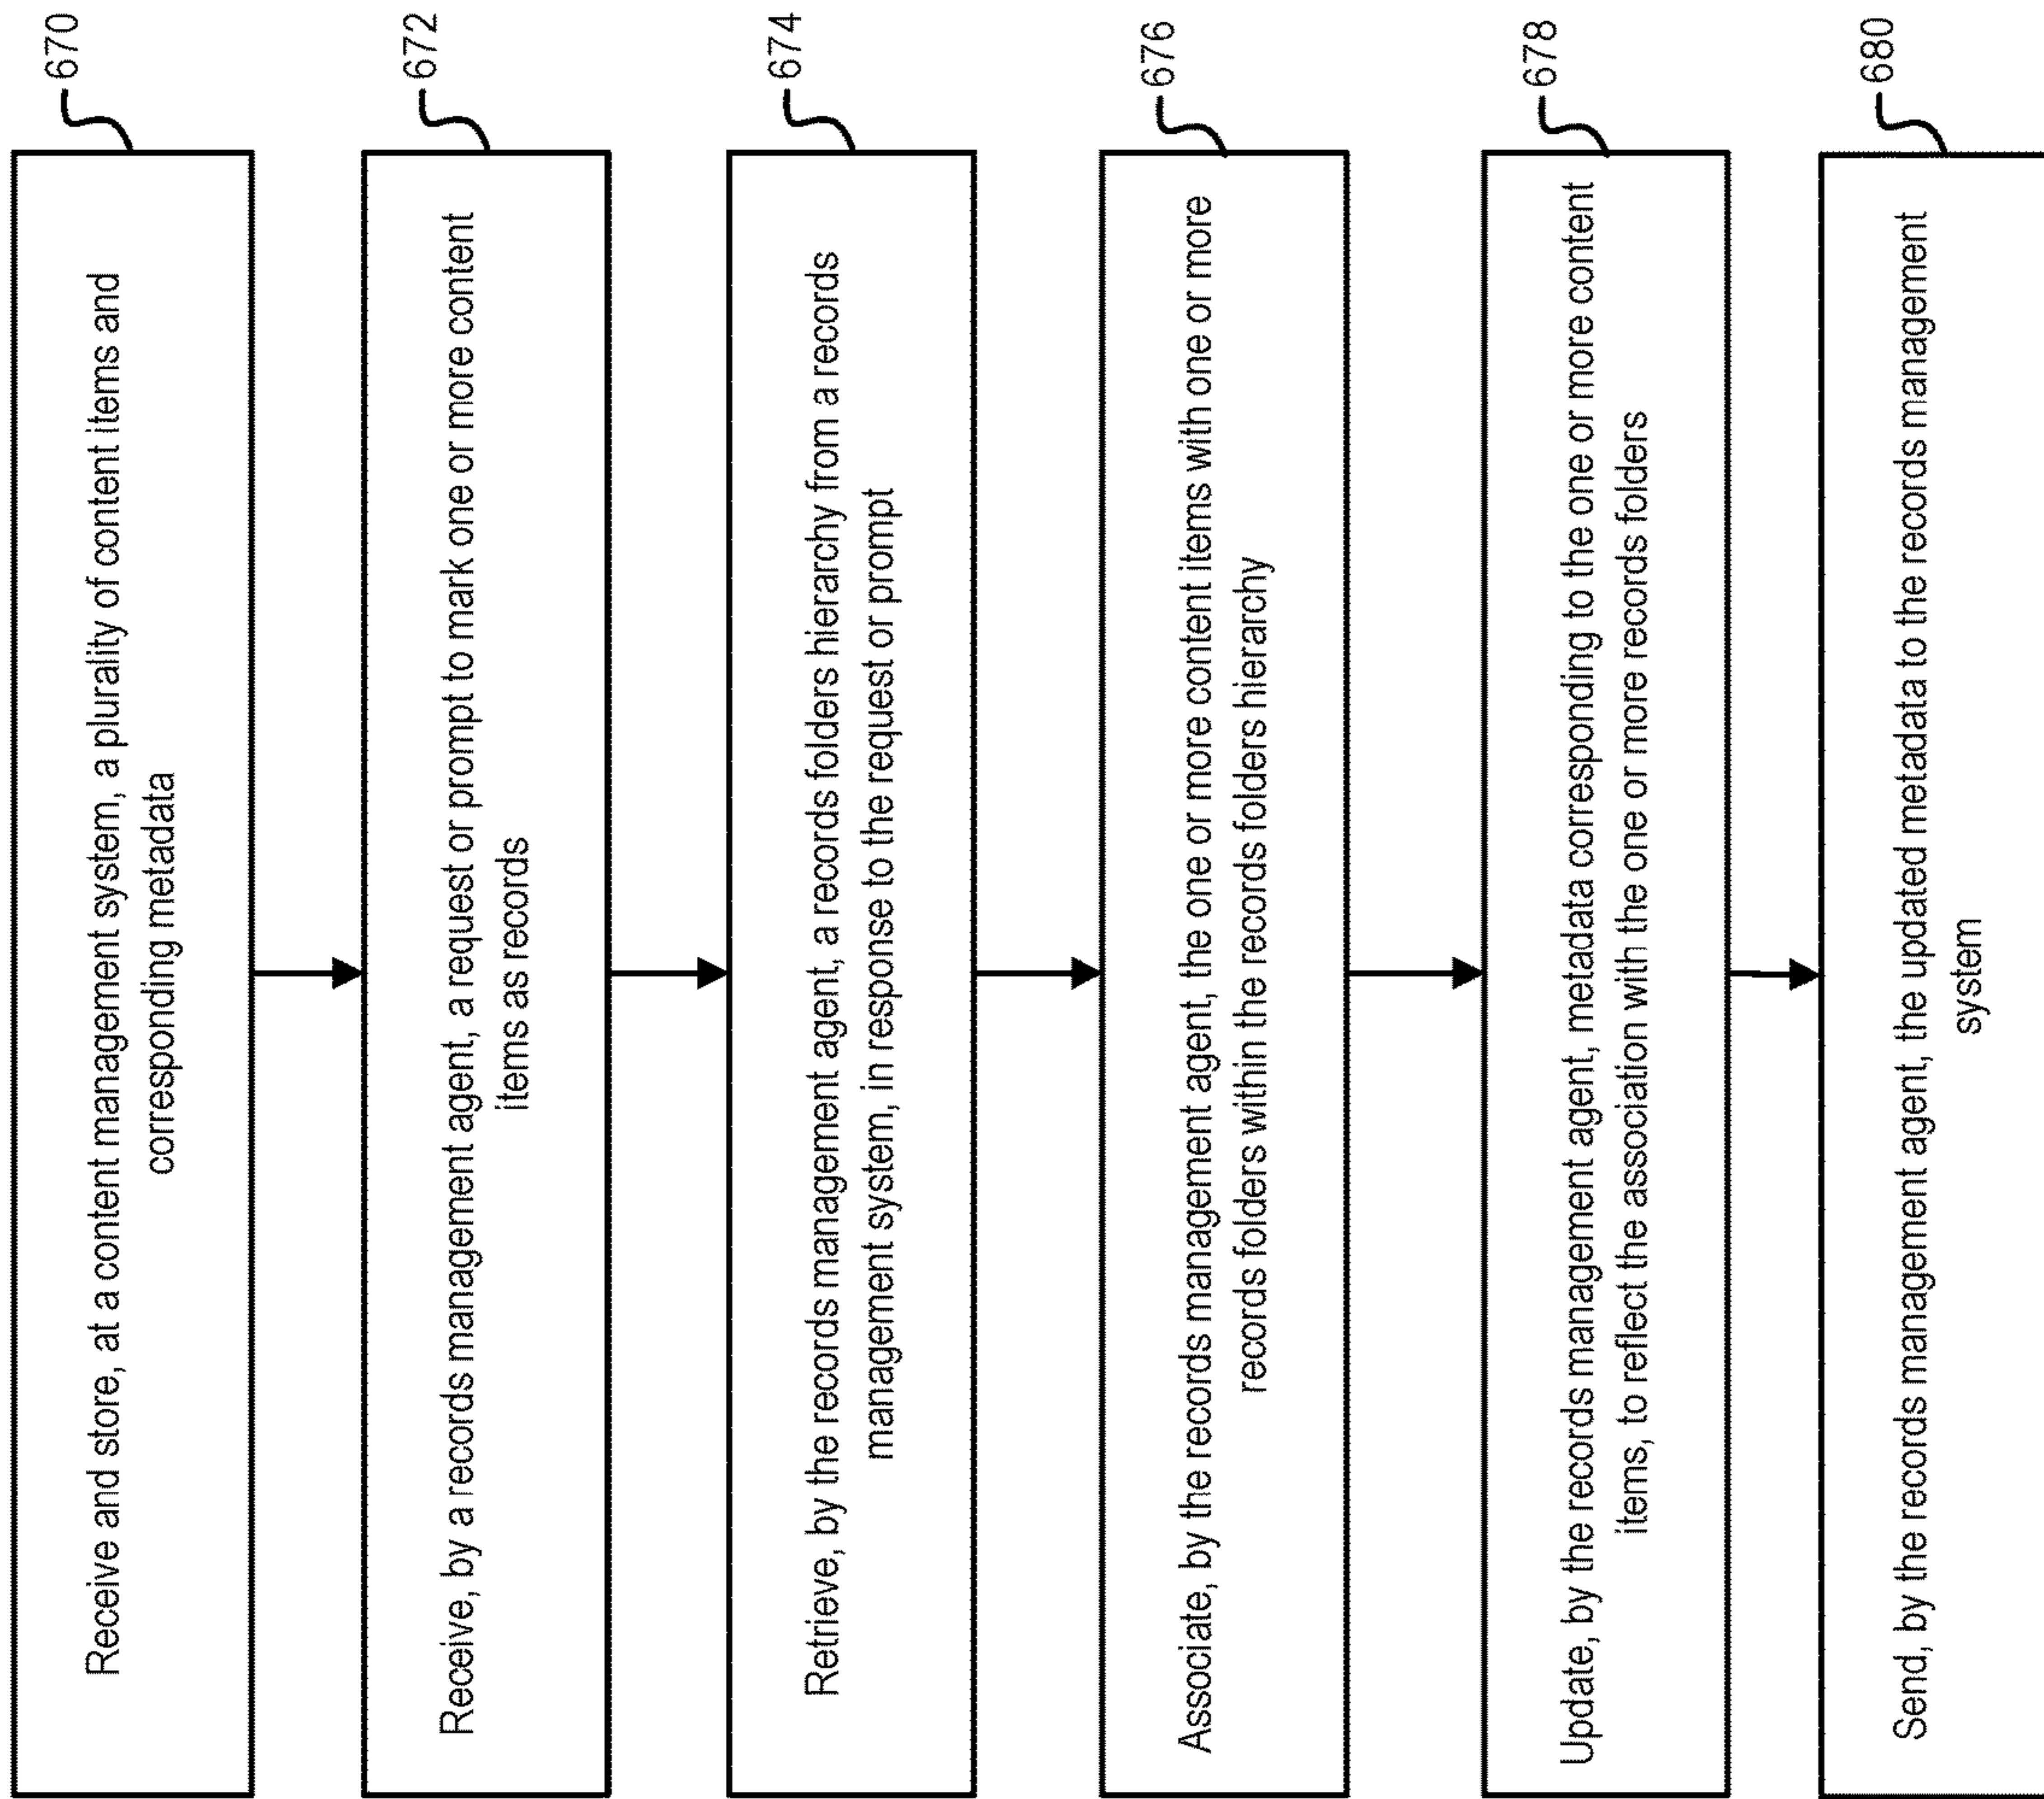 670
Receive and store, at a content management system, a plurality of content items and
corresponding metadata
672
Receive, by a records management agent, a request or prompt to mark one or more content
items as records
674
Retrieve, by the records management agent, a records folders hierarchy from a records
management system, in response to the request or prompt
676
Associate, by the records management agent, the one or more content items with one or more
records folders within the records folders hierarchy
678
Update, by the records management agent, metadata corresponding to the one or more content
items, to reflect the association with the one or more records folders
680
Send, by the records management agent, the updated metadata to the records management
system